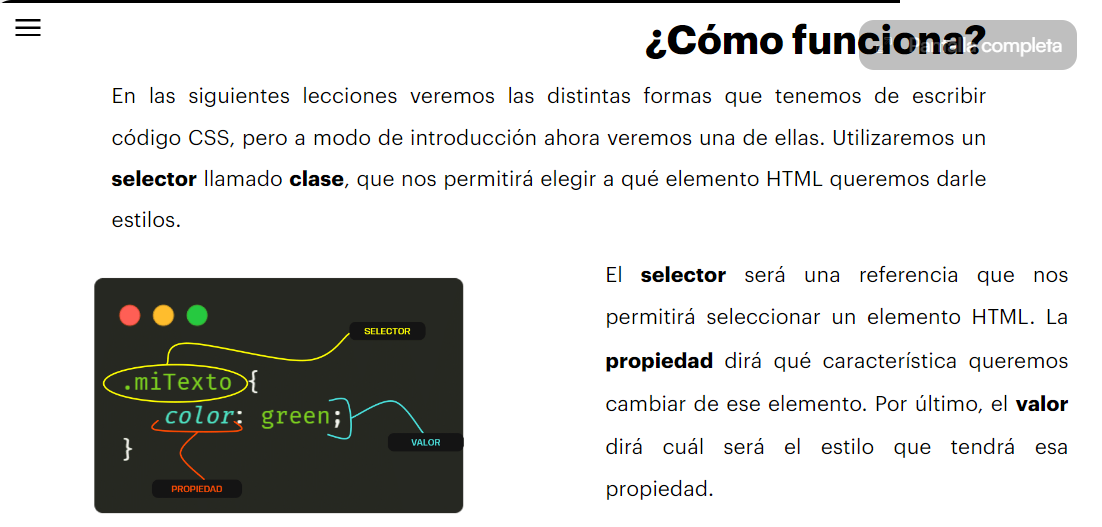 ¿Cómo funciona?
Pantalla completa
En las siguientes lecciones veremos las distintas formas que tenemos de escribir
código CSS, pero a modo de introducción ahora veremos una de ellas. Utilizaremos un
selector llamado clase, que nos permitirá elegir a qué elemento HTML queremos darle
estilos.
SELECTOR
.miTexto {
color: green;
}
VALOR
PROPIEDAD
El selector será una referencia que nos
permitirá seleccionar un elemento HTML. La
propiedad dirá qué característica queremos
cambiar de ese elemento. Por último, el valor
dirá cuál será el estilo que tendrá esa
propiedad.